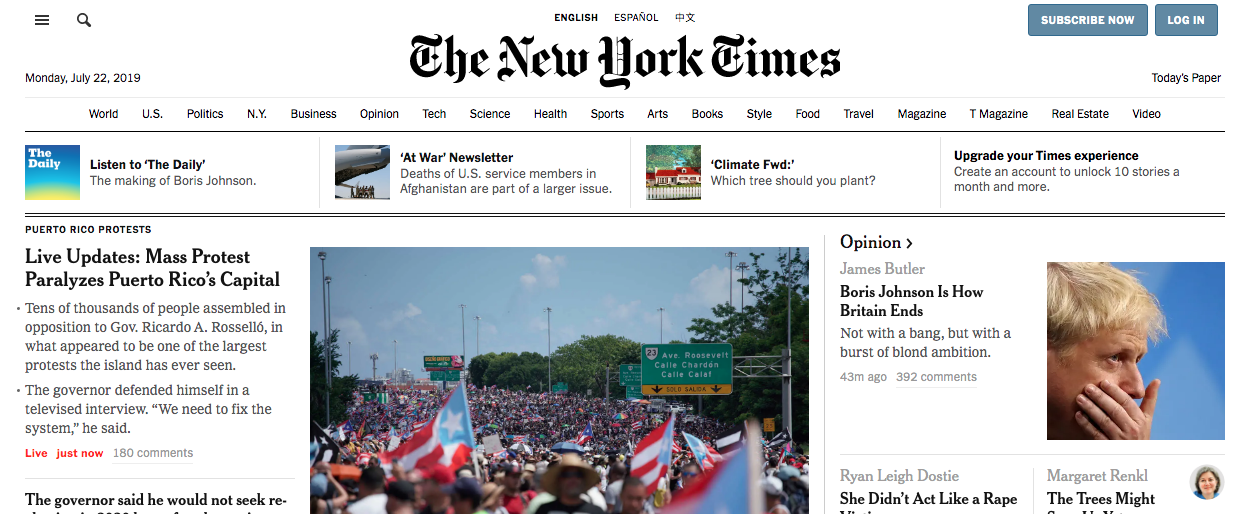 ENGLISH ESPAÑOL 中文
SUBSCRIBE NOW LOG IN
The New York Times
Monday, July 22, 2019
Today's Paper
World U.S. Politics N.Y. Business Opinion Tech Science Health Sports Arts Books Style Food Travel Magazine T Magazine Real Estate Video
The
Daily
Listen to ‘The Daily’
The making of Boris Johnson.
‘At War’ Newsletter
Deaths of U.S. service members in
Afghanistan are part of a larger issue.
‘Climate Fwd:’
Which tree should you plant?
Upgrade your Times experience
Create an account to unlock 10 stories a
month and more.
PUERTO RICO PROTESTS
Live Updates: Mass Protest
Paralyzes Puerto Rico’s Capital
Tens of thousands of people assembled in
opposition to Gov. Ricardo A. Rosselló, in
what appeared to be one of the largest
protests the island has ever seen.
The governor defended himself in a
televised interview. “We need to fix the
system,” he said.
Live just now 180 comments
The governor said he would not seek re-
23 Ave. Roosevelt
Calle Chardón
Calle Calaf
SOLO SALIDA
Opinion >
James Butler
Boris Johnson Is How
Britain Ends
Not with a bang, but with a
burst of blond ambition.
43m ago 392 comments
Ryan Leigh Dostie
She Didn’t Act Like a Rape
Margaret Renkl
The Trees Might